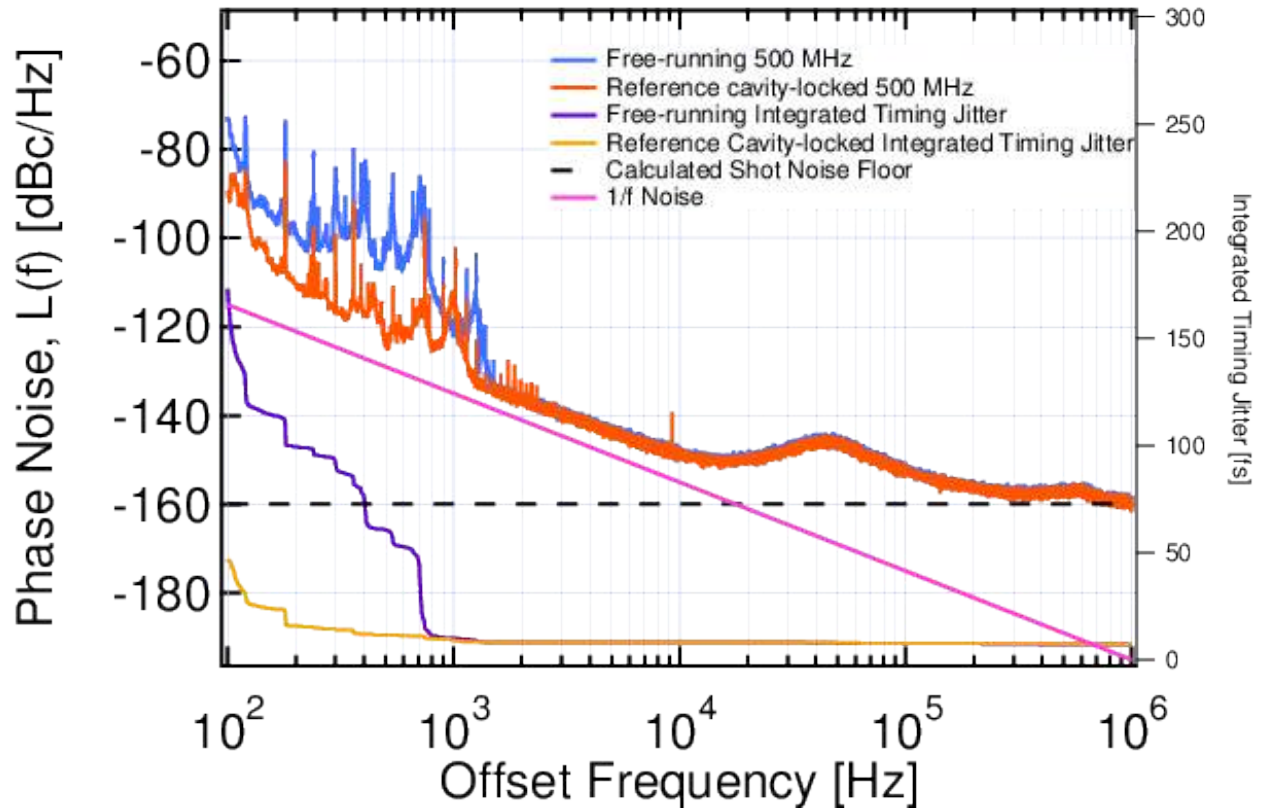 Phase Noise, L(f) [dBc/Hz]
-60
-80
-100
-120
-140
-160
-180
Free-running 500 MHz
Reference cavity-locked 500 MHz
Free-running Integrated Timing Jitter
Reference Cavity-locked Integrated Timing Jitter
Calculated Shot Noise Floor
1/f Noise
300
250
200
150
100
50
0
Integrated Timing Jitter [fs]
10²
10³
10⁴
10⁵
10⁶
Offset Frequency [Hz]